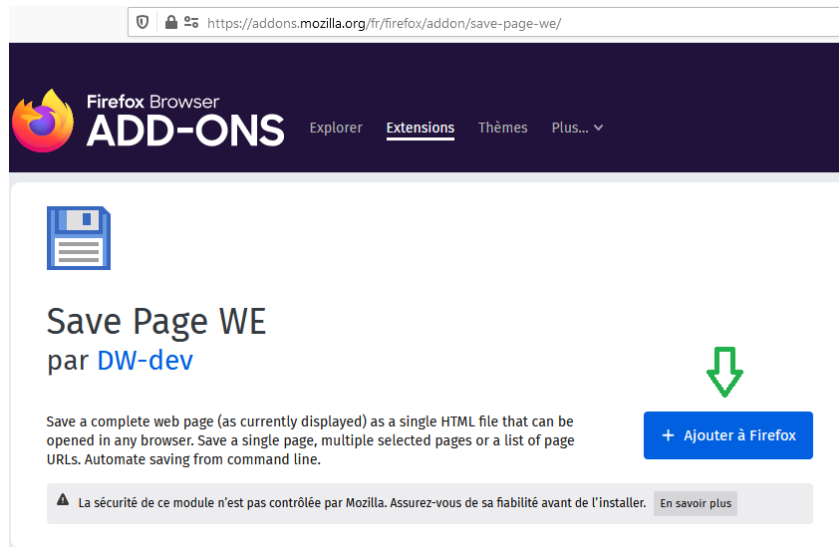 https://addons.mozilla.org/fr/firefox/addon/save-page-we/
Firefox Browser
ADD-ONS
Explorer Extensions Thèmes Plus...
Save Page WE
par DW-dev
Save a complete web page (as currently displayed) as a single HTML file that can be
opened in any browser. Save a single page, multiple selected pages or a list of page
URLs. Automate saving from command line.
+ Ajouter à Firefox
La sécurité de ce module n’est pas contrôlée par Mozilla. Assurez-vous de sa fiabilité avant de l’installer. En savoir plus